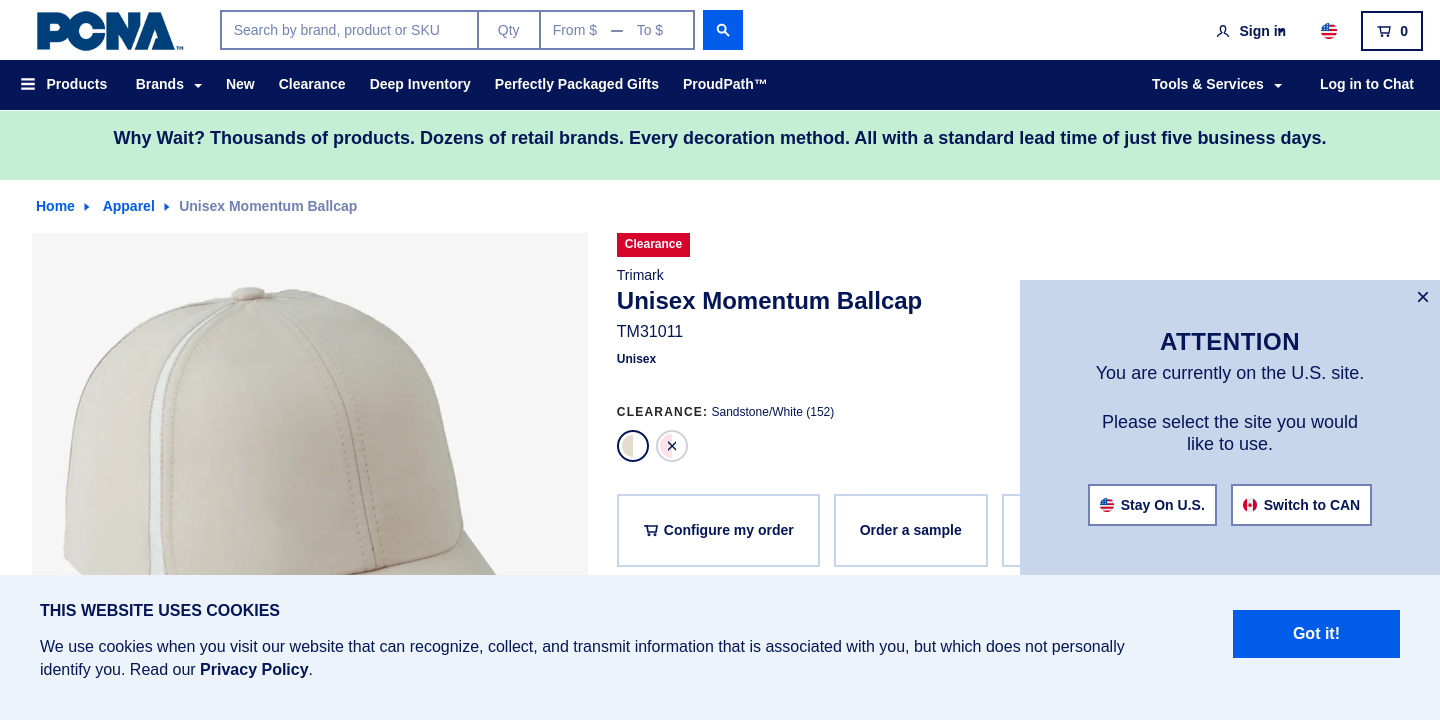 PCNA™
Search by brand, product or SKU
Qty
From $ — To $
Sign in
0
Products
Brands
New
Clearance
Deep Inventory
Perfectly Packaged Gifts
ProudPath™
Tools & Services
Log in to Chat
Why Wait? Thousands of products. Dozens of retail brands. Every decoration method. All with a standard lead time of just five business days.
Home
Apparel
Unisex Momentum Ballcap
Clearance
Trimark
Unisex Momentum Ballcap
TM31011
Unisex
CLEARANCE: Sandstone/White (152)
Configure my order
Order a sample
ATTENTION
You are currently on the U.S. site.
Please select the site you would
like to use.
Stay On U.S.
Switch to CAN
THIS WEBSITE USES COOKIES
We use cookies when you visit our website that can recognize, collect, and transmit information that is associated with you, but which does not personally
identify you. Read our Privacy Policy.
Got it!